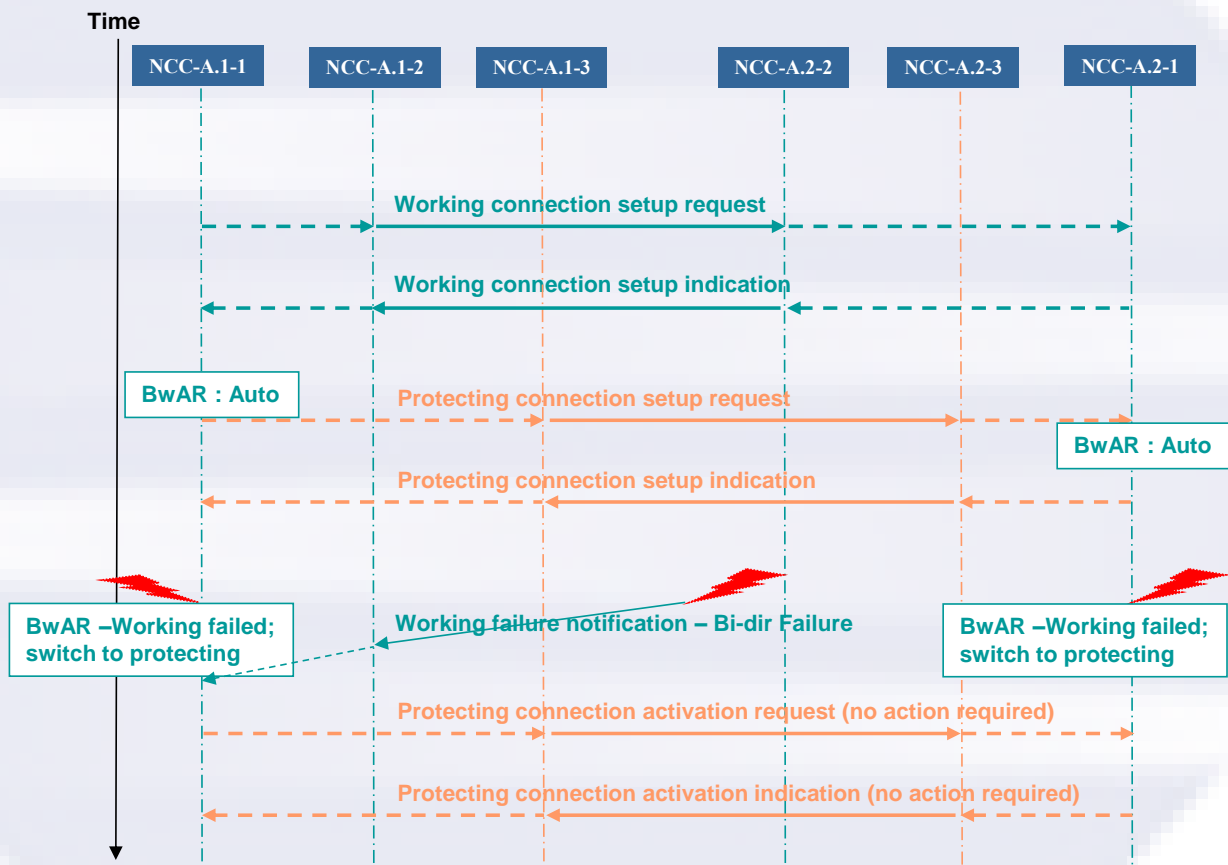 Time
NCC-A.1-1
NCC-A.1-2
NCC-A.1-3
NCC-A.2-2
NCC-A.2-3
NCC-A.2-1
Working connection setup request
Working connection setup indication
BwAR : Auto
Protecting connection setup request
BwAR : Auto
Protecting connection setup indication
BwAR –Working failed;
switch to protecting
Working failure notification – Bi-dir Failure
BwAR –Working failed;
switch to protecting
Protecting connection activation request (no action required)
Protecting connection activation indication (no action required)